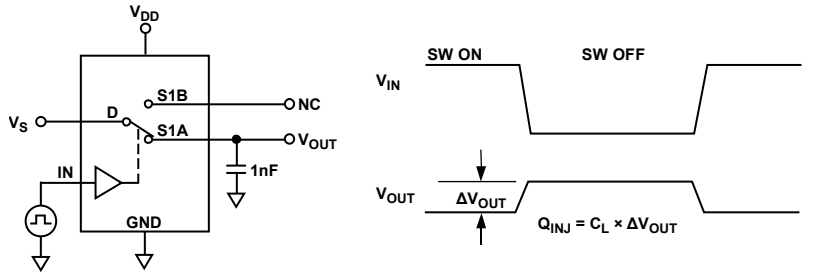 VDD
S1B
NC
D
VS
S1A
VOUT
IN
1nF
GND
SW ON SW OFF
VIN
VOUT
ΔVOUT
QINJ = CL × ΔVOUT